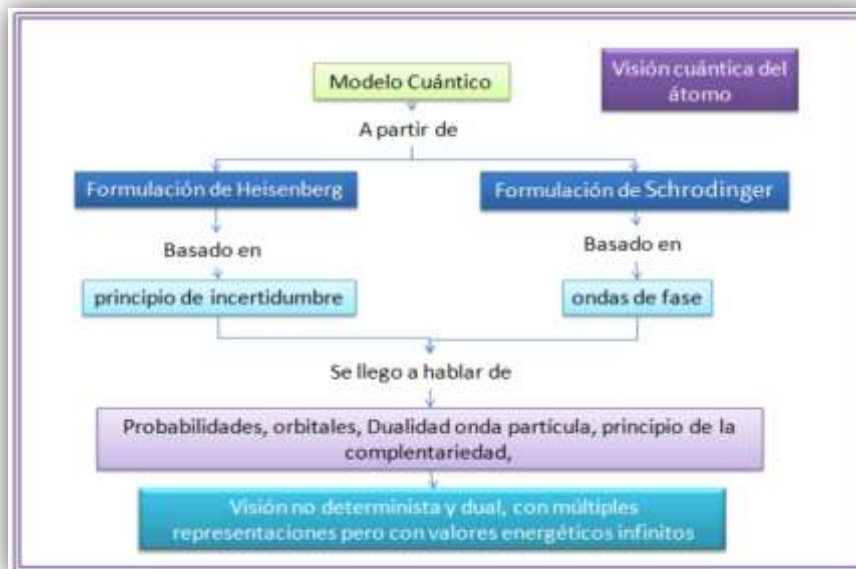 Modelo Cuántico
Visión cuántica del
átomo
A partir de
Formulación de Heisenberg
Formulación de Schrodinger
Basado en
Basado en
principio de incertidumbre
ondas de fase
Se llego a hablar de
Probabilidades, orbitales, Dualidad onda partícula, principio de la
complentariedad,
Visión no determinista y dual, con múltiples
representaciones pero con valores energéticos infinitos